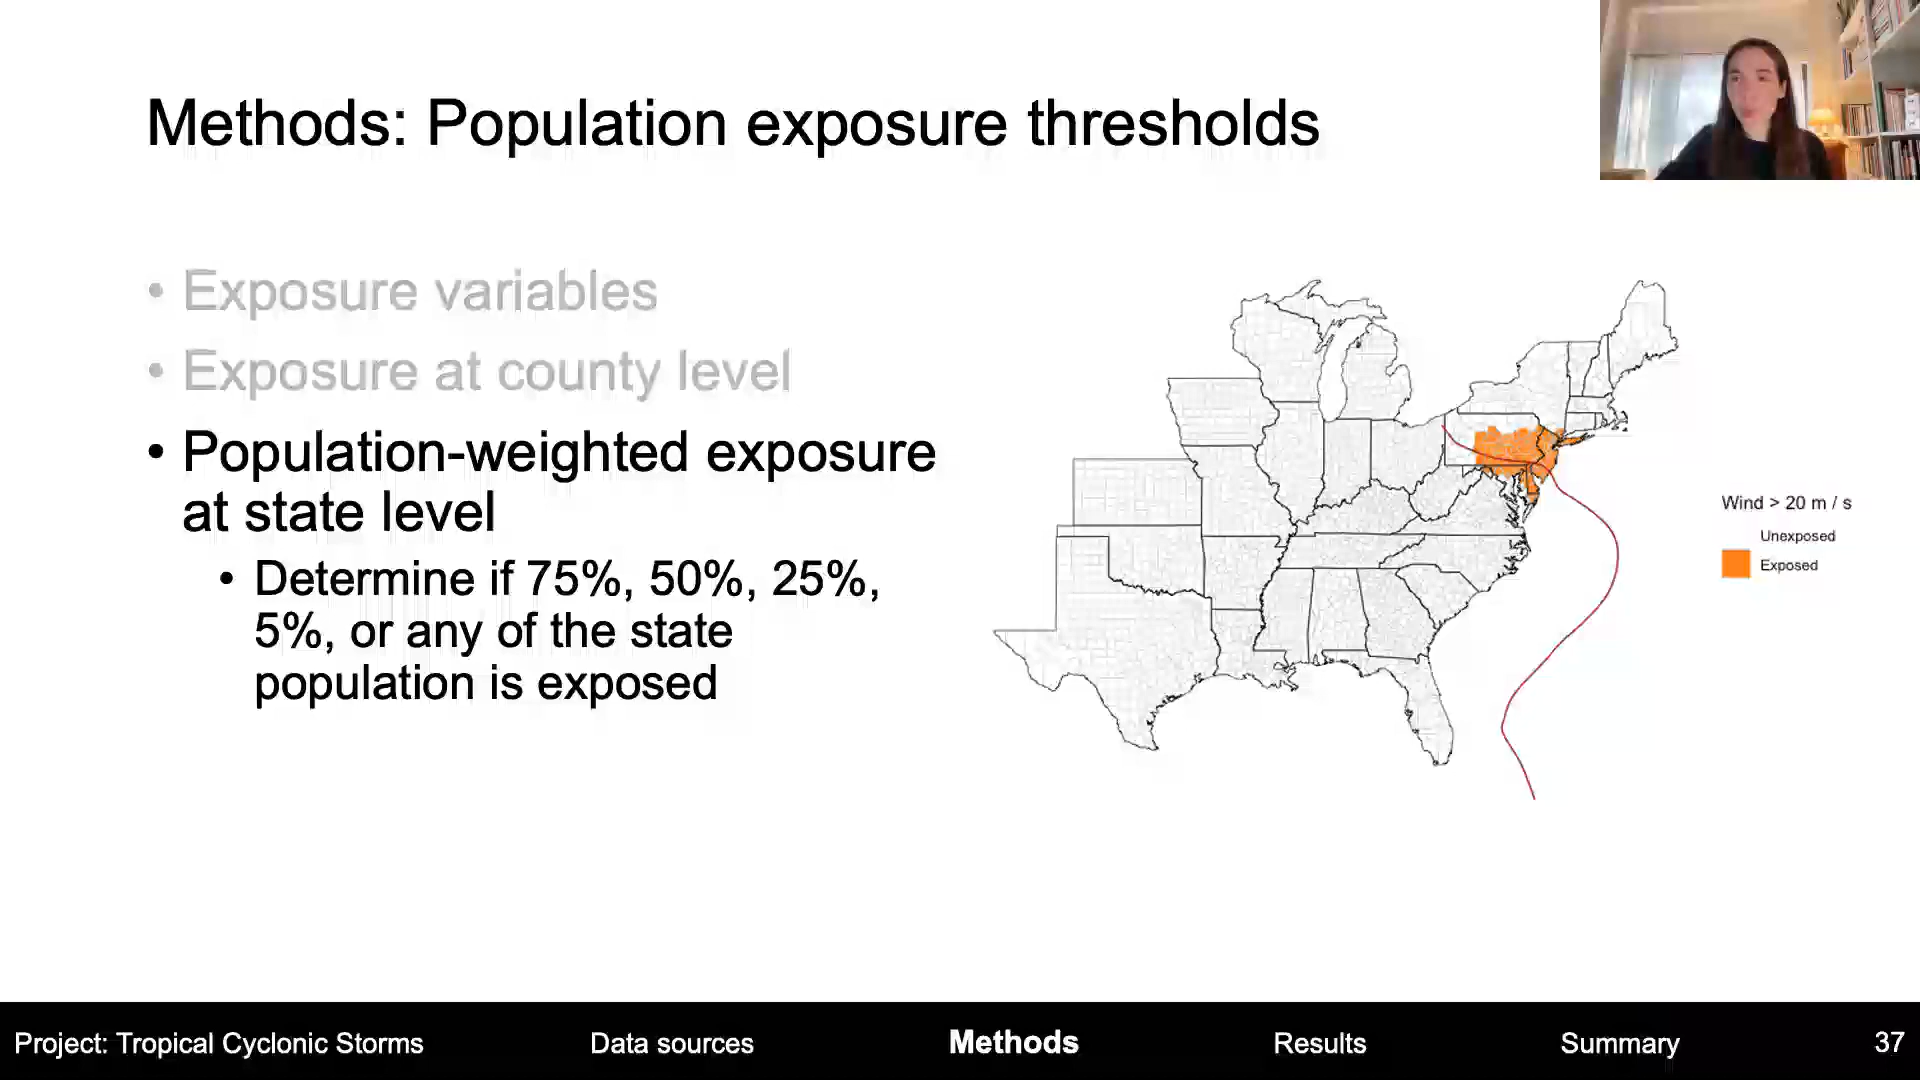 Methods: Population exposure thresholds
• Exposure variables
• Exposure at county level
• Population-weighted exposure
at state level
• Determine if 75%, 50%, 25%,
5%, or any of the state
population is exposed
Wind > 20 m / s
Unexposed
Exposed
Project: Tropical Cyclonic Storms
Data sources
Methods
Results
Summary
37